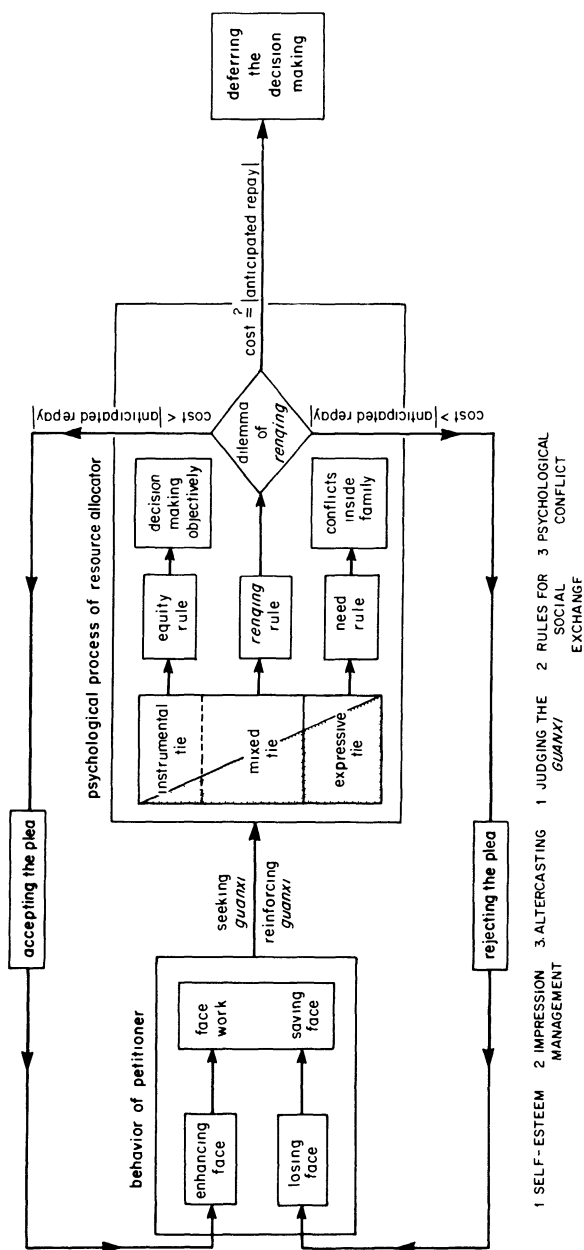 accepting the plea
behavior of petitioner
enhancing
face
face
work
losing
face
saving
face
seeking
guanxi
reinforcing
guanxi
psychological process of resource allocator
instrumental
tie
mixed
tie
expressive
tie
equity
rule
renqing
rule
need
rule
decision
making
objectively
dilemma
of
renqing
conflicts
inside
family
cost < |anticipated repay|
cost ?= |anticipated repay|
cost > |anticipated repay|
deferring
the
decision
making
rejecting the plea
1 SELF-ESTEEM 2 IMPRESSION 3. ALTERCASTING 1 JUDGING THE 2 RULES FOR 3 PSYCHOLOGICAL
MANAGEMENT GUANXI SOCIAL CONFLICT
EXCHANGE